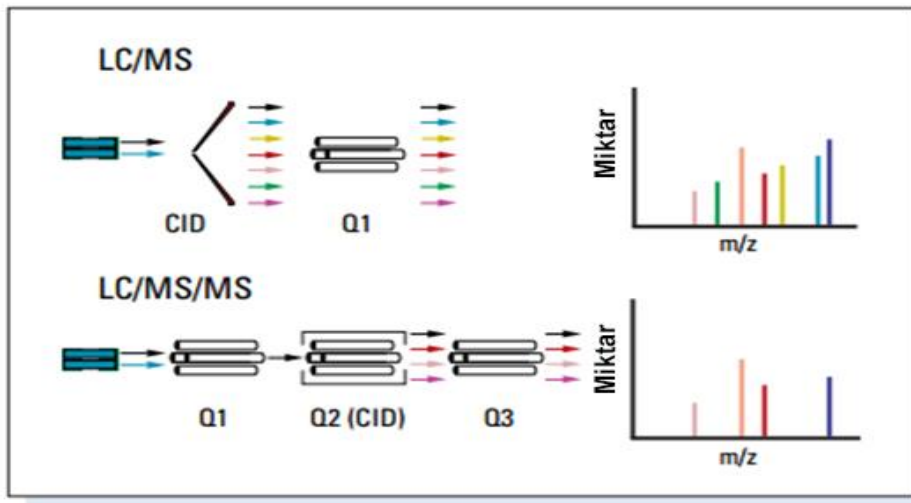 LC/MS
CID
Q1
Miktar
m/z
LC/MS/MS
Q1
Q2 (CID)
Q3
Miktar
m/z